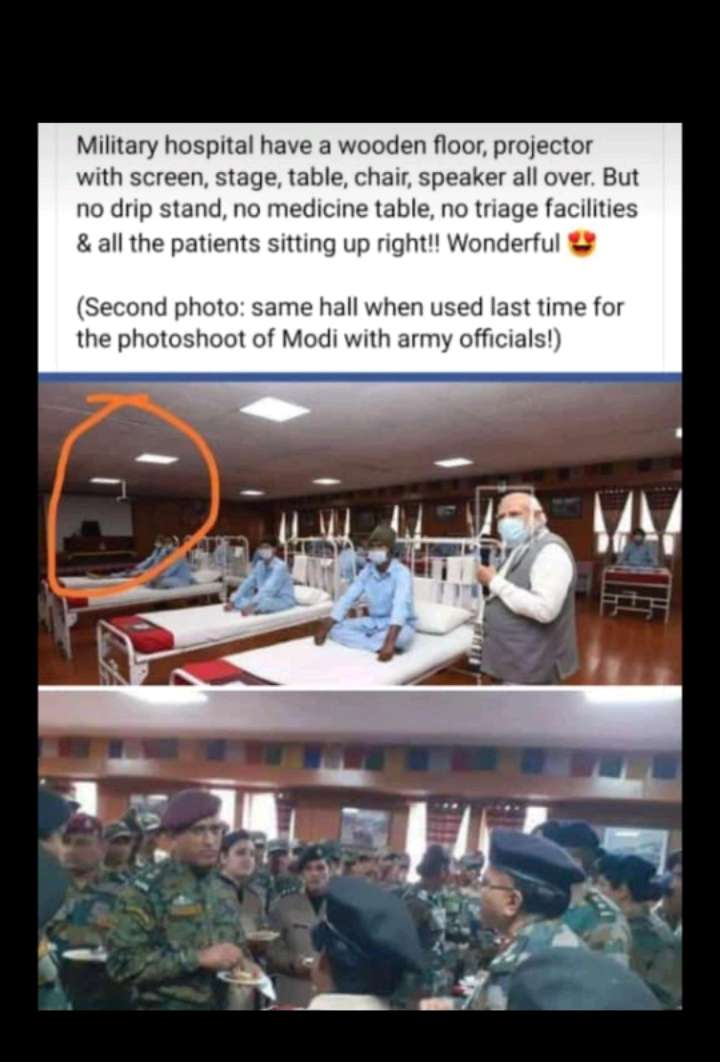 Military hospital have a wooden floor, projector
with screen, stage, table, chair, speaker all over. But
no drip stand, no medicine table, no triage facilities
& all the patients sitting up right!! Wonderful 😍
(Second photo: same hall when used last time for
the photoshoot of Modi with army officials!)